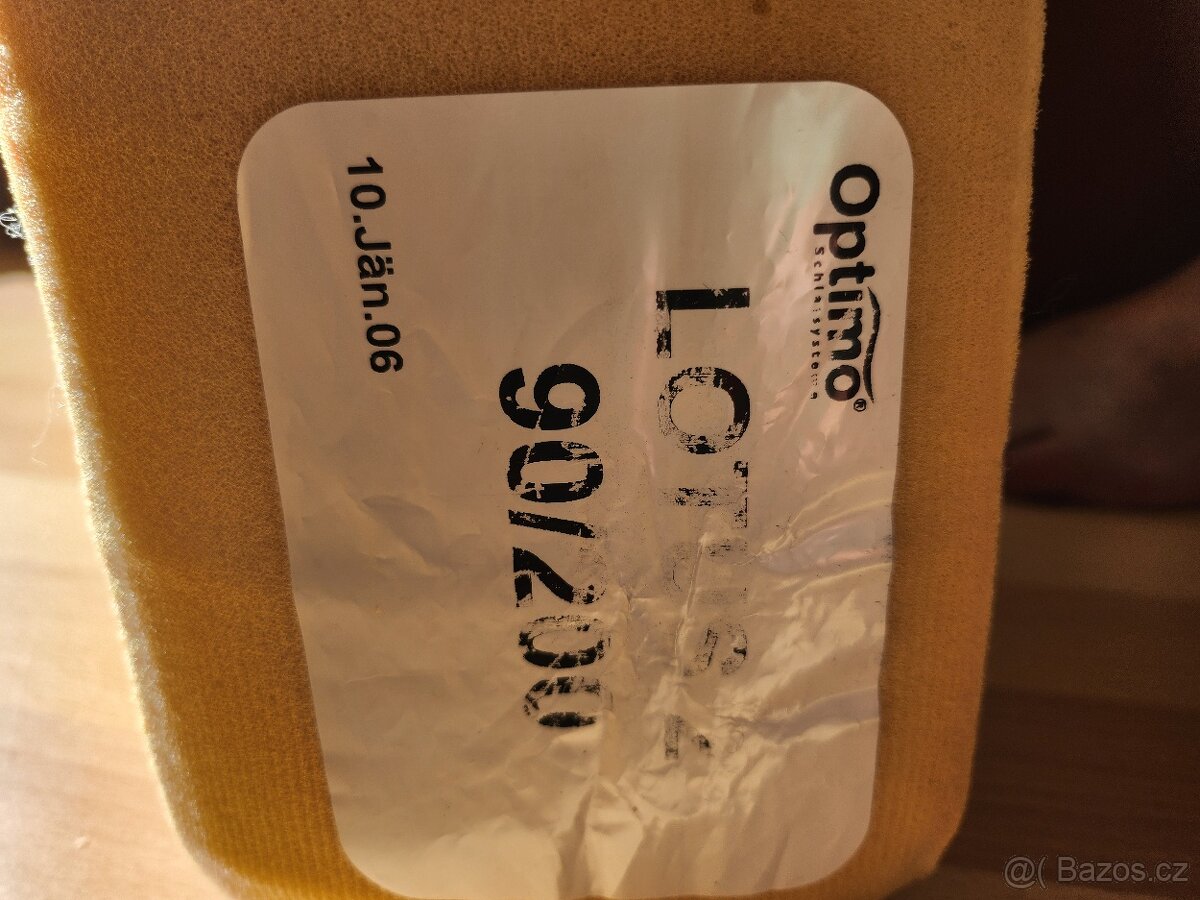 Optimo®
Schlafsysteme
LOTUS
90/200
10.Jän.06
@( Bazos.cz